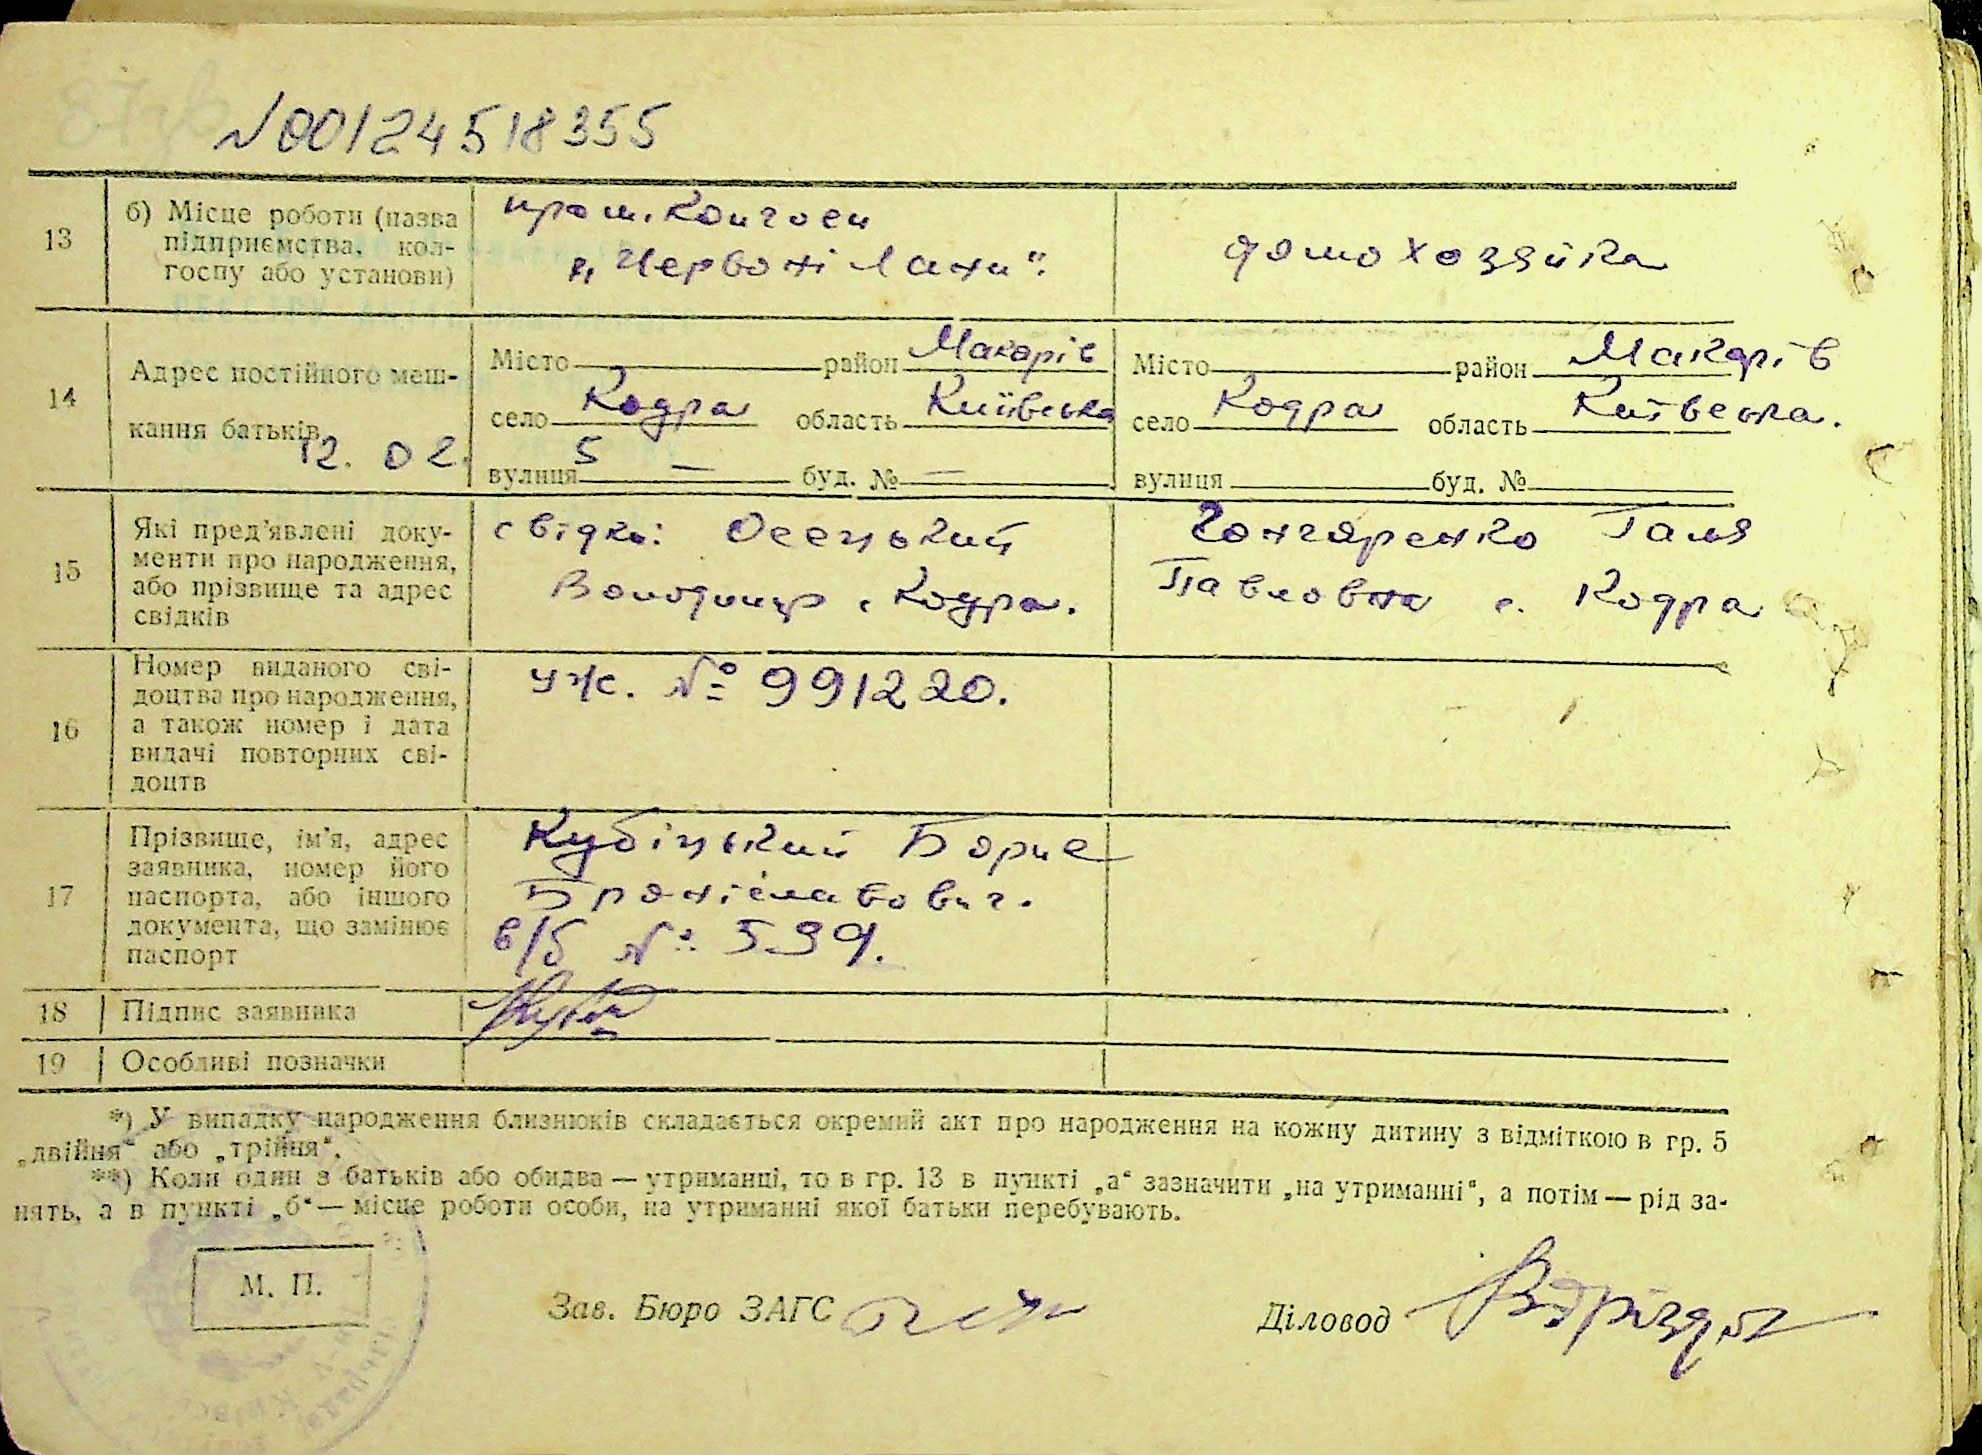 №00124518355
13
б) Місце роботи (назва
підприємства, кол-
госпу або установи)
пром. Колгосп
„Червоні Лани".
домохозяйка
14
Адрес постійного меш-
кання батьків
12. 02.
Місто район Макарів
село Кодра область Київська
5
вулиця — буд. № —
Місто район Макарів
село Кодра область Київська.
вулиця буд. №
15
Які пред'явлені доку-
менти про народження,
або прізвище та адрес
свідків
свідки: Осецький
Володимир с. Кодра.
Гончаренко Галя
Павловна с. Кодра
16
Номер виданого сві-
доцтва про народження,
а також номер і дата
видачі повторних сві-
доцтв
УЖ. № 991220.
17
Прізвище, ім'я, адрес
заявника, номер його
паспорта, або іншого
документа, що замінює
паспорт
Кубіцький Борис
Броніславович.
в/б № 539.
18
Підпис заявника
19
Особливі позначки
*) У випадку народження близнюків складається окремий акт про народження на кожну дитину з відміткою в гр. 5
„двійня" або „трійня".
**) Коли один з батьків або обидва — утриманці, то в гр. 13 в пункті „а" зазначити „на утриманні", а потім — рід за-
нять, а в пункті „б" — місце роботи особи, на утриманні якої батьки перебувають.
М. П.
Зав. Бюро ЗАГС
Діловод